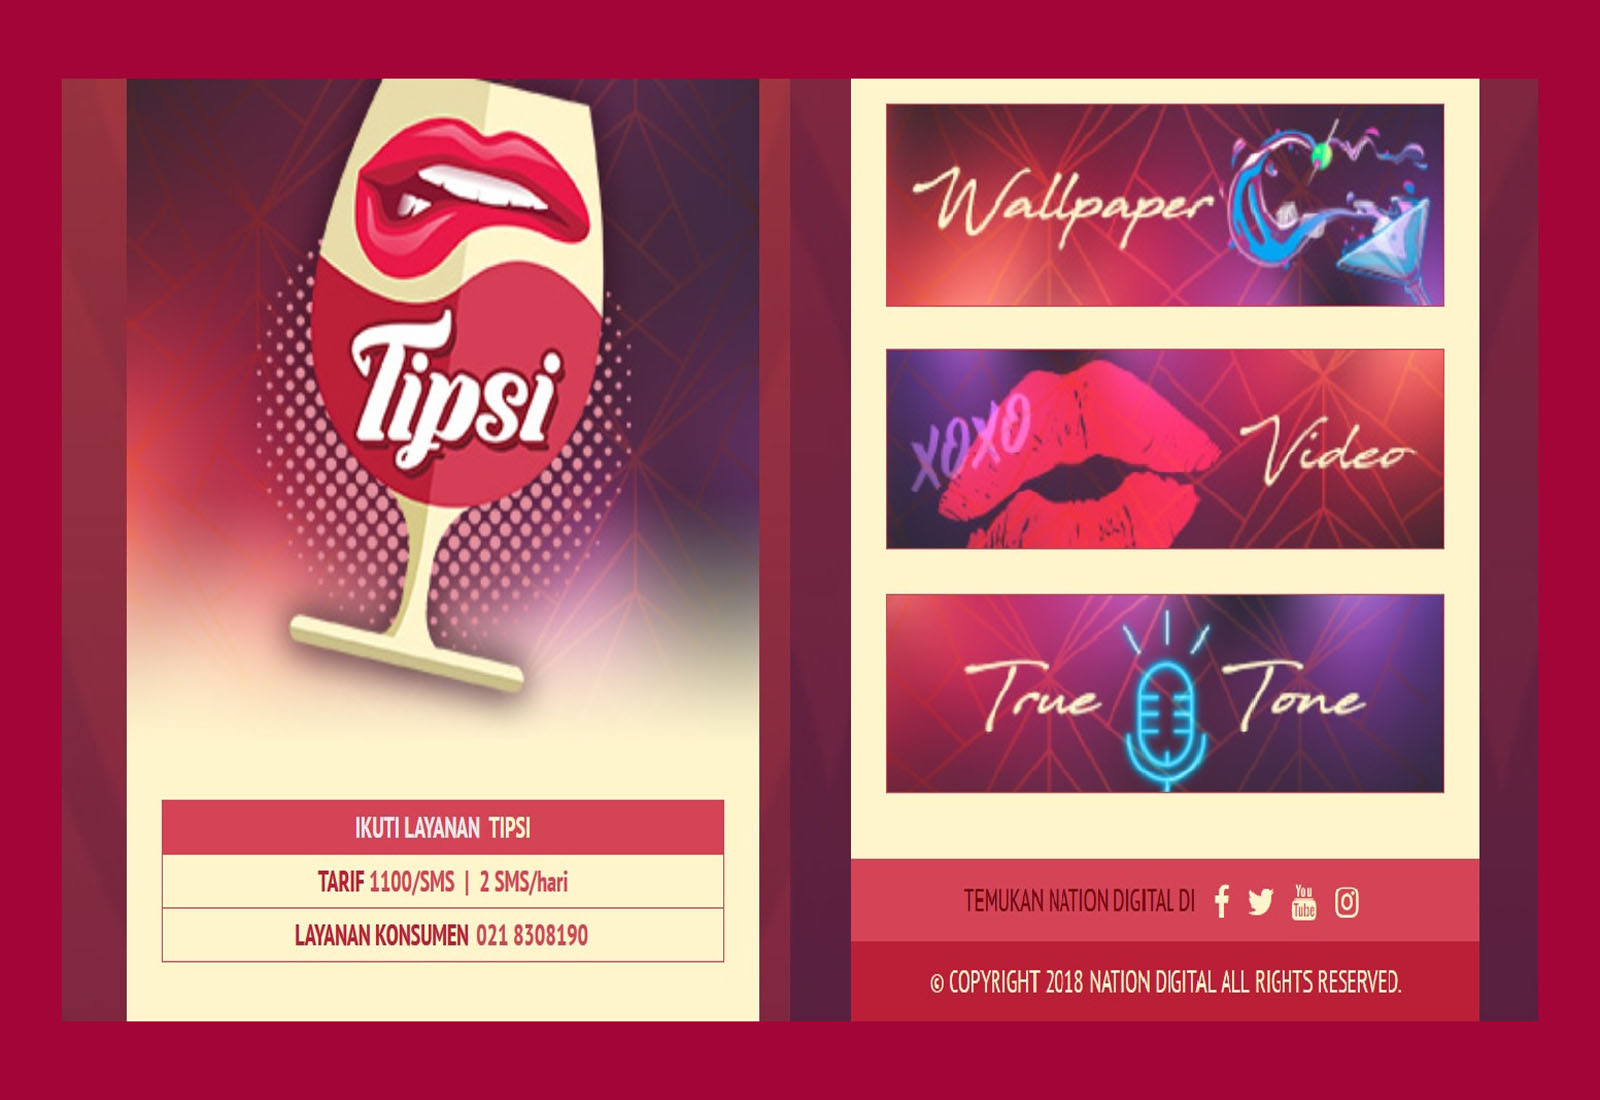 Tipsi
IKUTI LAYANAN TIPSI
TARIF 1100/SMS | 2 SMS/hari
LAYANAN KONSUMEN 021 8308190
Wallpaper
XOXO
Video
True Tone
TEMUKAN NATION DIGITAL DI
You
Tube
© COPYRIGHT 2018 NATION DIGITAL ALL RIGHTS RESERVED.